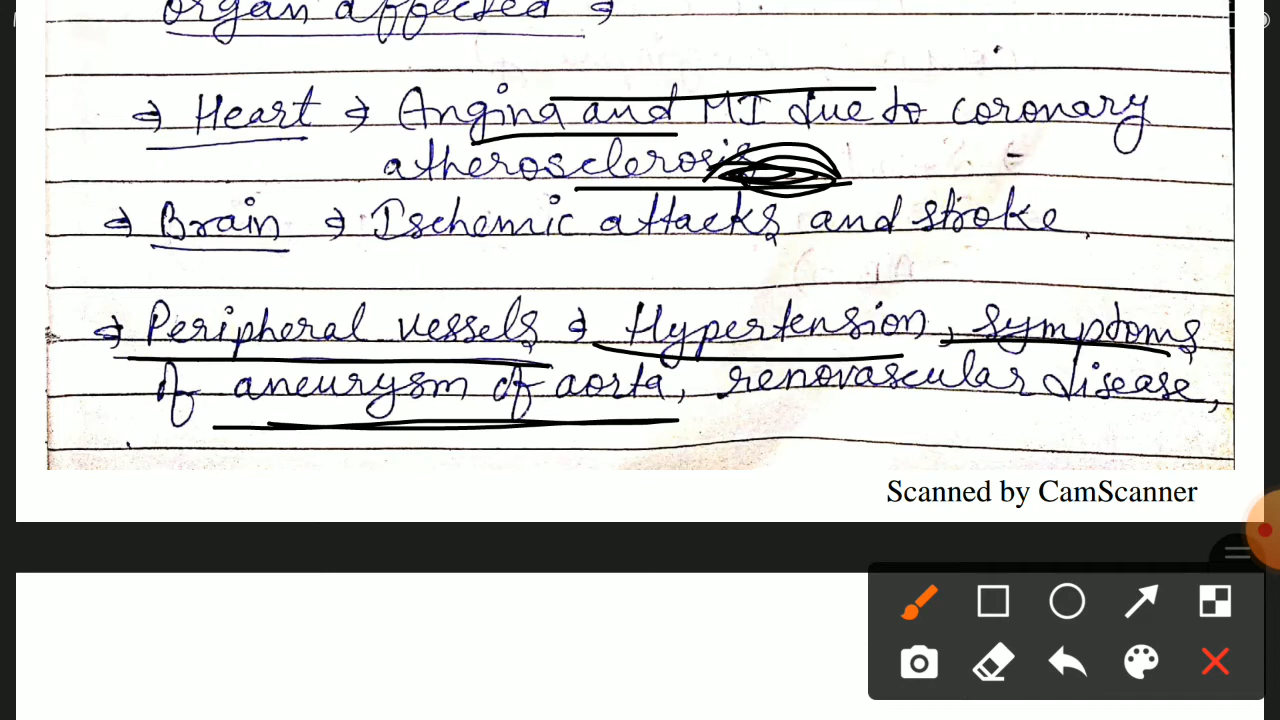 organ affected →
→ Heart → Angina and MI due to coronary
atherosclerosis
→ Brain → Ischemic attacks and stroke.
→ Peripheral vessels → Hypertension, symptoms
of aneurysm of aorta, renovascular disease,
Scanned by CamScanner